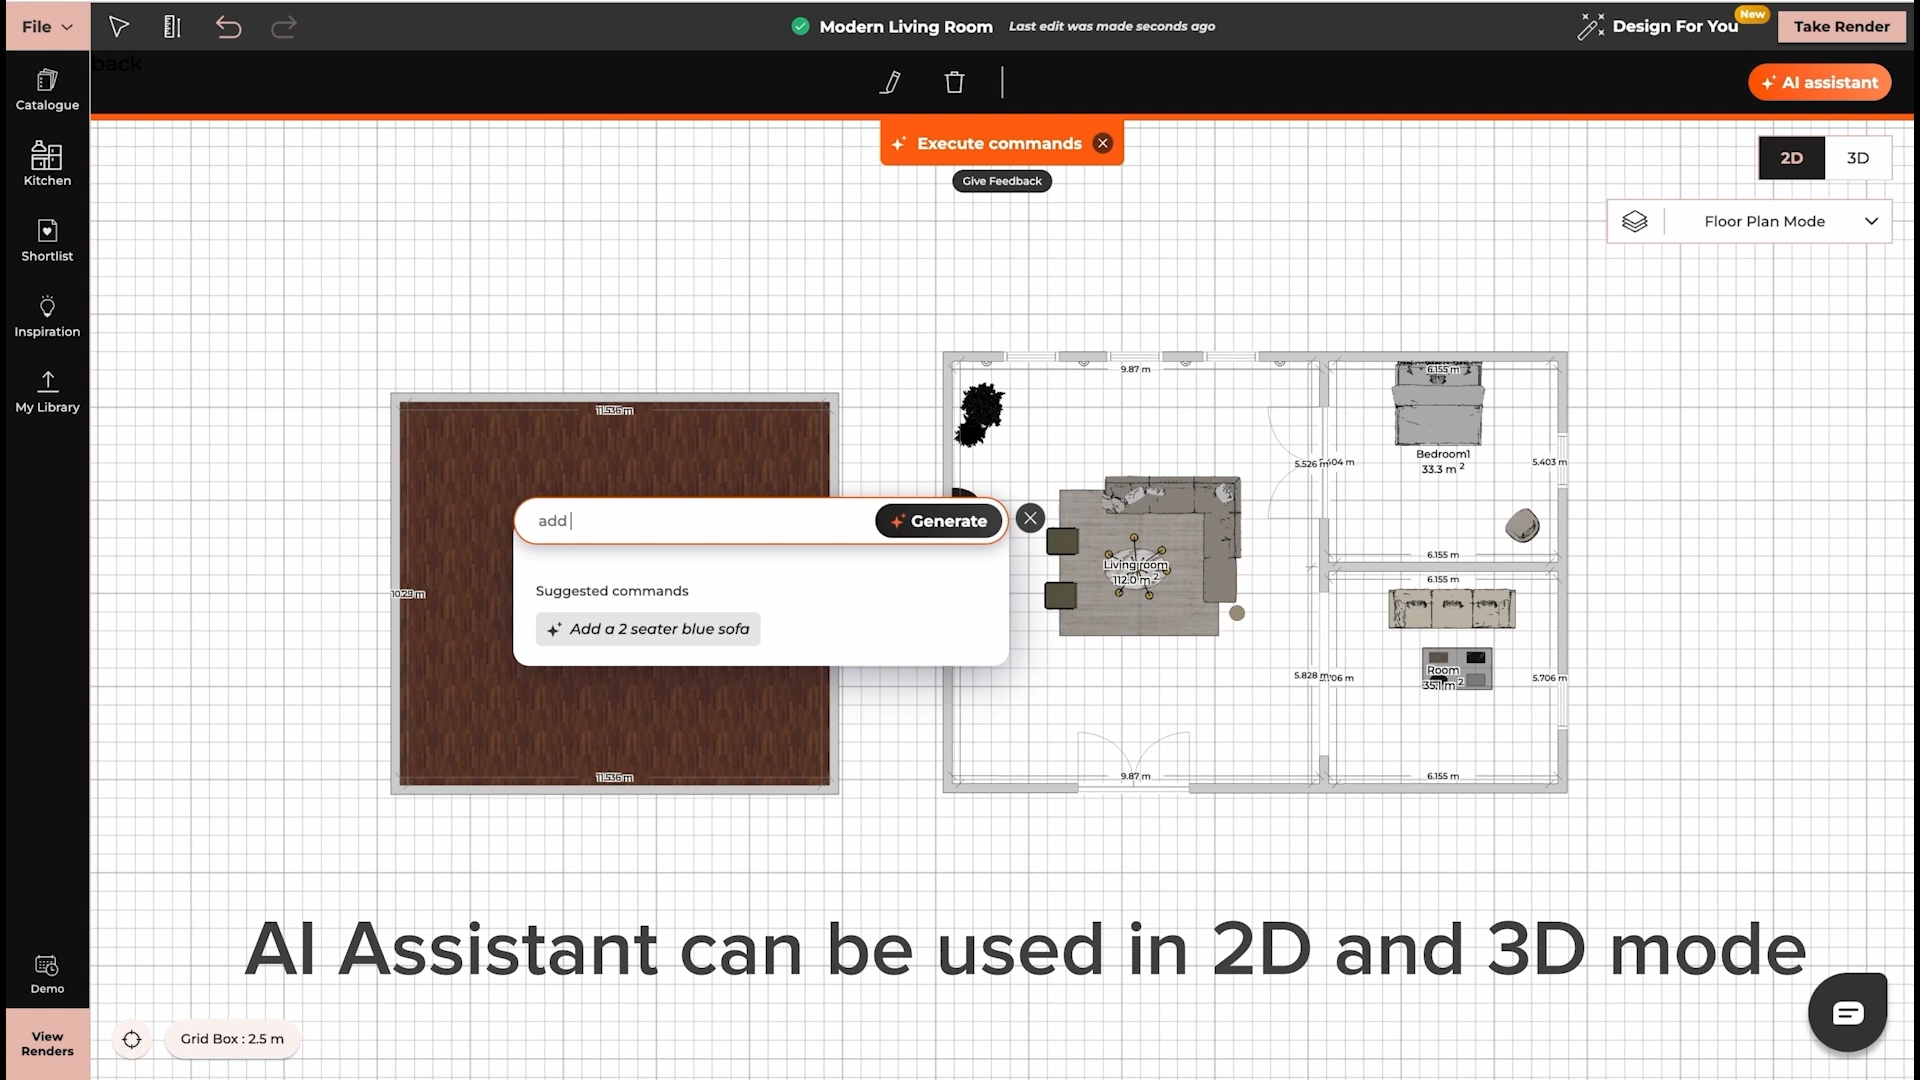 File
Modern Living Room
Last edit was made seconds ago
Design For You
New
Take Render
back
AI assistant
Catalogue
Kitchen
Shortlist
Inspiration
My Library
Demo
View
Renders
Execute commands
Give Feedback
2D
3D
Floor Plan Mode
9.87 m
6.155 m
Bedroom1
33.3 m 2
5.403 m
5.526 m
6.155 m
6.155 m
Living room
112.0 m 2
Room
35.1 m 2
5.828 m
5.706 m
9.87 m
6.155 m
add
Generate
Suggested commands
Add a 2 seater blue sofa
AI Assistant can be used in 2D and 3D mode
Grid Box : 2.5 m